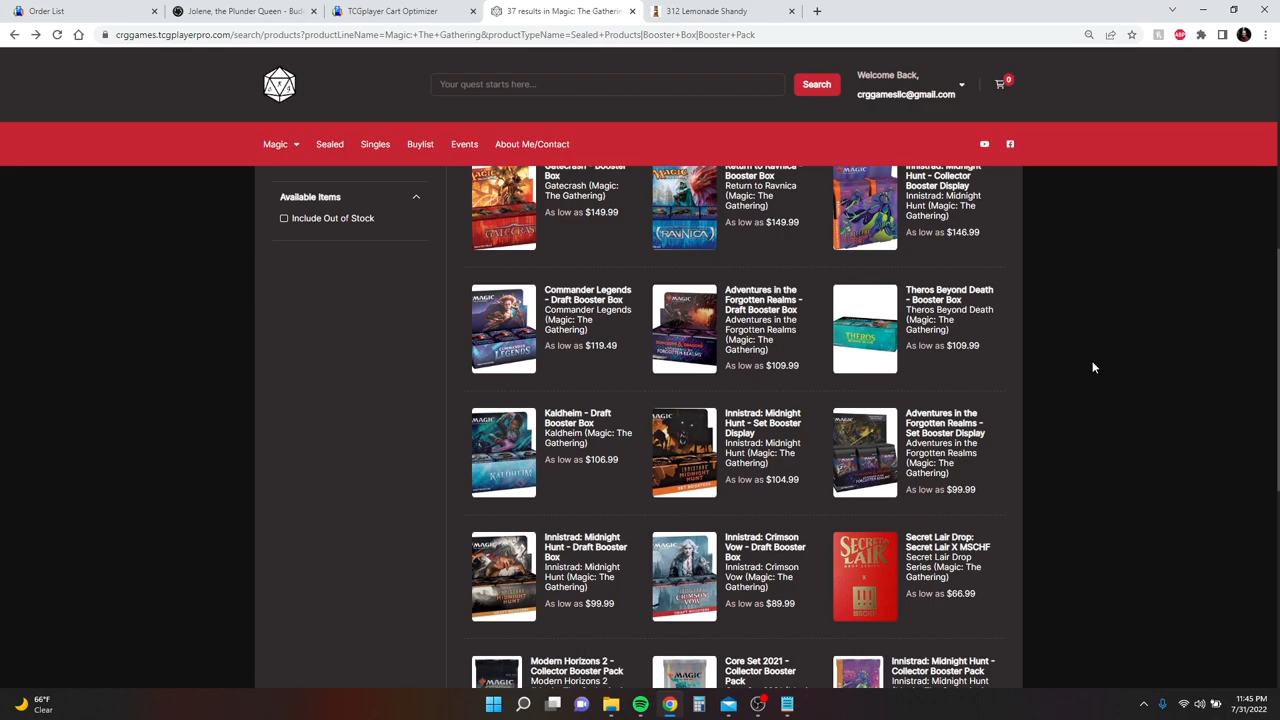 Order List
Jolene, the Plunder Queen - Bud
TCGplayer Cart Optimizer
37 results in Magic: The Gatherin
312 Lemonade Shandy
crggames.tcgplayerpro.com/search/products?productLineName=Magic:+The+Gathering&productTypeName=Sealed+Products|Booster+Box|Booster+Pack
Your quest starts here...
Search
Welcome Back,
crggamesllc@gmail.com
0
Magic
Sealed
Singles
Buylist
Events
About Me/Contact
Available Items
Include Out of Stock
Gatecrash - Booster
Box
Gatecrash (Magic:
The Gathering)
As low as $149.99
Return to Ravnica -
Booster Box
Return to Ravnica
(Magic: The
Gathering)
As low as $149.99
Innistrad: Midnight
Hunt - Collector
Booster Display
Innistrad: Midnight
Hunt (Magic: The
Gathering)
As low as $146.99
Commander Legends
- Draft Booster Box
Commander Legends
(Magic: The
Gathering)
As low as $119.49
Adventures in the
Forgotten Realms -
Draft Booster Box
Adventures in the
Forgotten Realms
(Magic: The
Gathering)
As low as $109.99
Theros Beyond Death
- Booster Box
Theros Beyond Death
(Magic: The
Gathering)
As low as $109.99
Kaldheim - Draft
Booster Box
Kaldheim (Magic: The
Gathering)
As low as $106.99
Innistrad: Midnight
Hunt - Set Booster
Display
Innistrad: Midnight
Hunt (Magic: The
Gathering)
As low as $104.99
Adventures in the
Forgotten Realms -
Set Booster Display
Adventures in the
Forgotten Realms
(Magic: The
Gathering)
As low as $99.99
Innistrad: Midnight
Hunt - Draft Booster
Box
Innistrad: Midnight
Hunt (Magic: The
Gathering)
As low as $99.99
Innistrad: Crimson
Vow - Draft Booster
Box
Innistrad: Crimson
Vow (Magic: The
Gathering)
As low as $89.99
SECRET
LAIR
Secret Lair Drop:
Secret Lair X MSCHF
Secret Lair Drop
Series (Magic: The
Gathering)
As low as $66.99
Modern Horizons 2 -
Collector Booster Pack
Modern Horizons 2
Core Set 2021 -
Collector Booster
Pack
Innistrad: Midnight Hunt -
Collector Booster Pack
Innistrad: Midnight
66°F
Clear
11:45 PM
7/31/2022